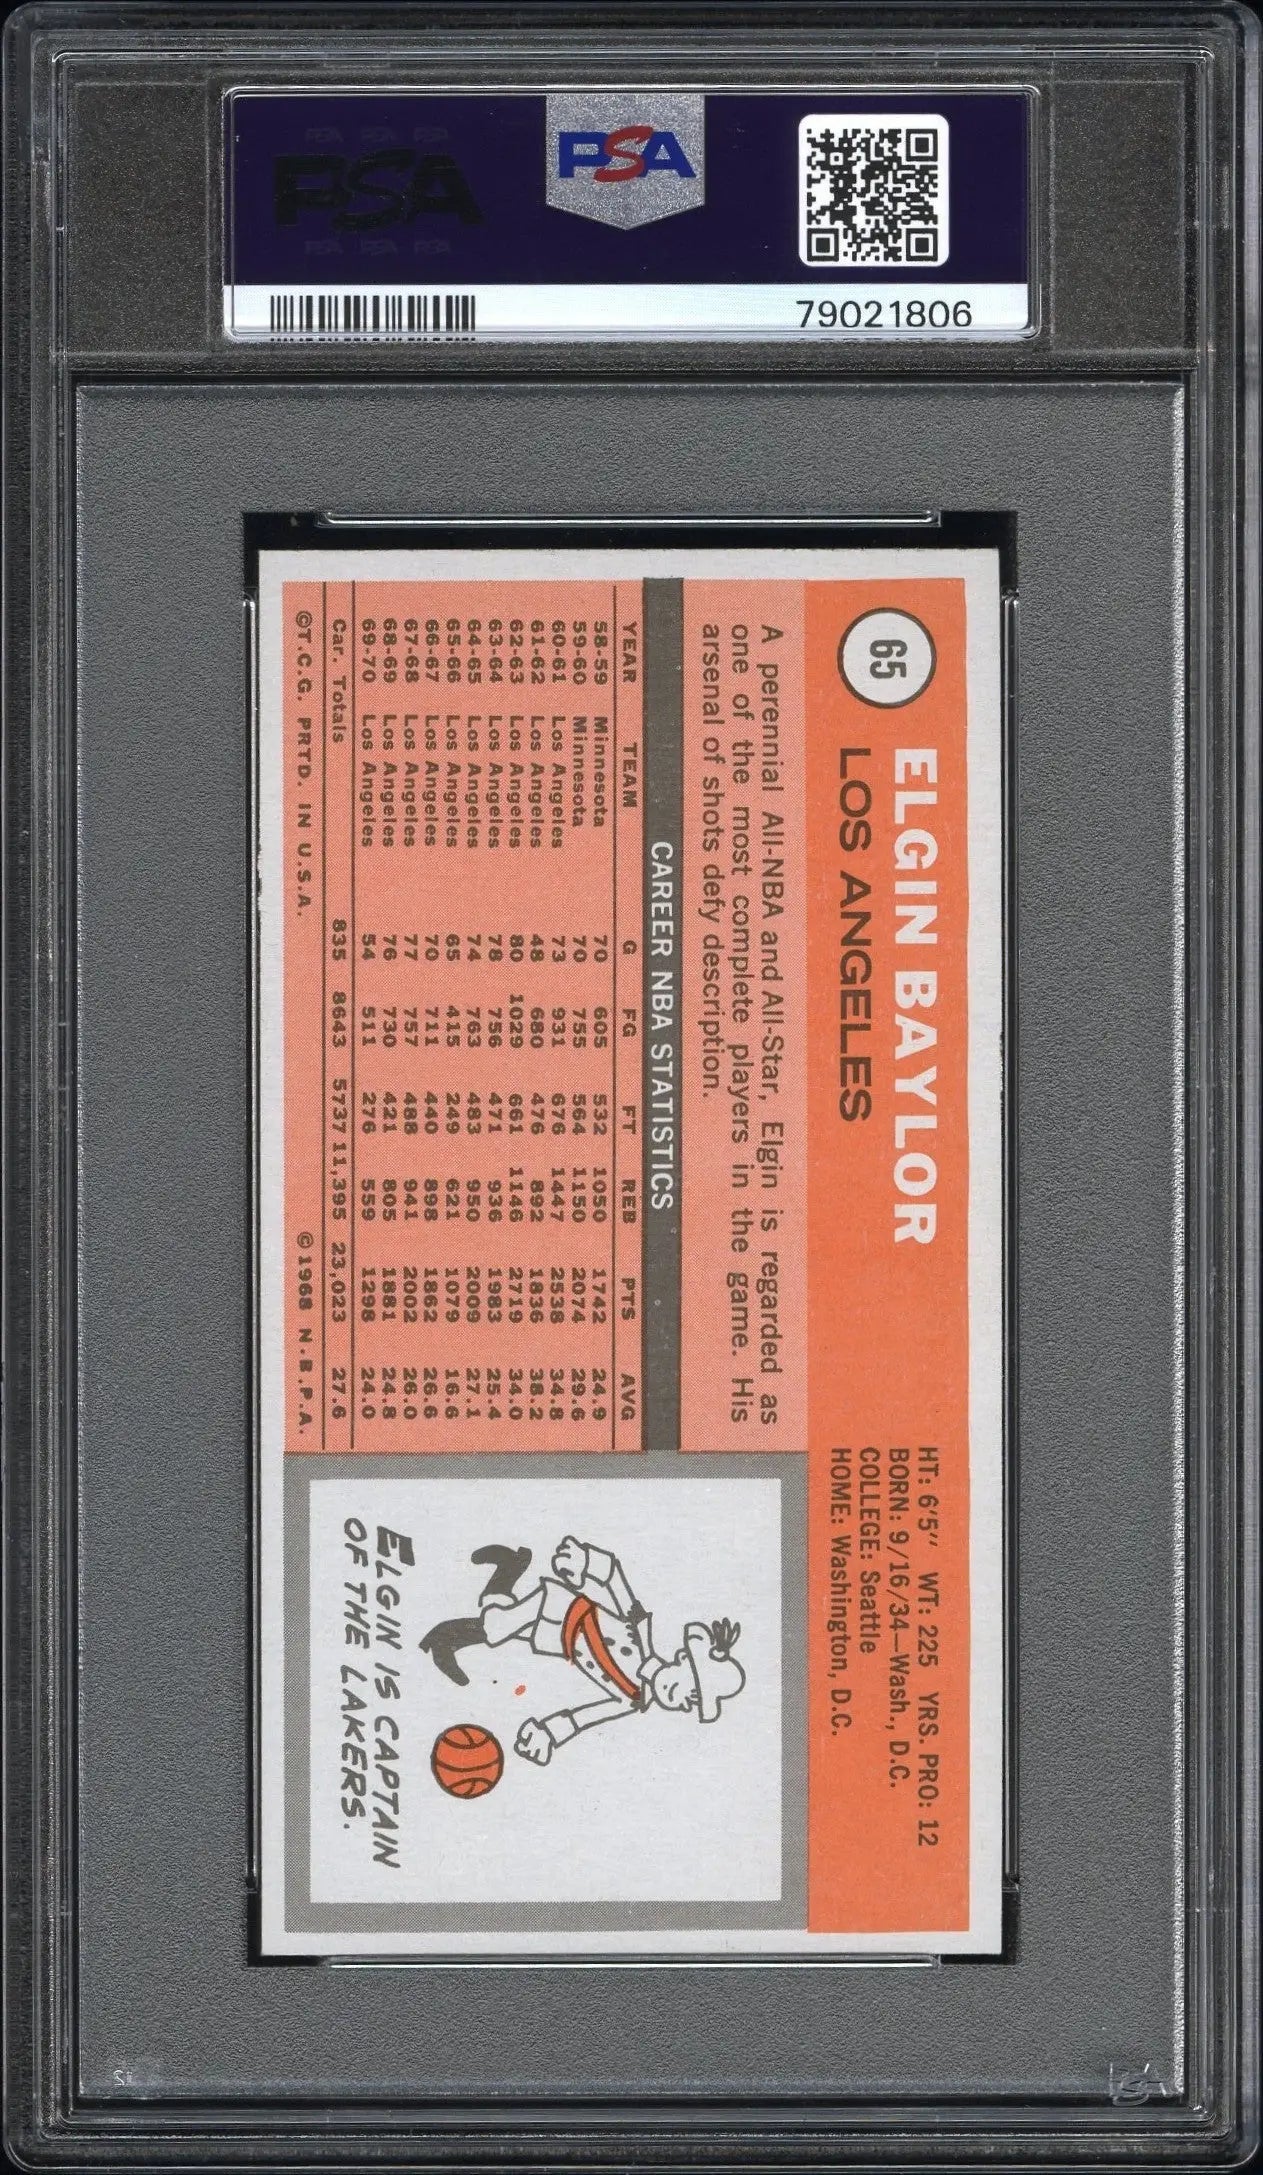 PSA PSA PSA
PSA
PSA PSA PSA
PSA
79021806
65
ELGIN BAYLOR
LOS ANGELES
HT: 6'5" WT: 225 YRS. PRO: 12
BORN: 9/16/34—Wash., D.C.
COLLEGE: Seattle
HOME: Washington, D.C.
A perennial All-NBA and All-Star, Elgin is regarded as
one of the most complete players in the game. His
arsenal of shots defy description.
CAREER NBA STATISTICS
YEAR TEAM G FG FT REB PTS AVG
58-59 Minnesota 70 605 532 1050 1742 24.9
59-60 Minnesota 70 755 564 1150 2074 29.6
60-61 Los Angeles 73 931 676 1447 2538 34.8
61-62 Los Angeles 48 680 476 892 1836 38.2
62-63 Los Angeles 80 1029 661 1146 2719 34.0
63-64 Los Angeles 78 756 471 936 1983 25.4
64-65 Los Angeles 74 763 483 950 2009 27.1
65-66 Los Angeles 65 415 249 621 1079 16.6
66-67 Los Angeles 70 711 440 898 1862 26.6
67-68 Los Angeles 77 757 488 941 2002 26.0
68-69 Los Angeles 76 730 421 805 1881 24.8
69-70 Los Angeles 54 511 276 559 1298 24.0
Car. Totals 835 8643 5737 11,395 23,023 27.6
©T.C.G. PRTD. IN U.S.A. ©1968 N.B.P.A.
ELGIN IS CAPTAIN
OF THE LAKERS.